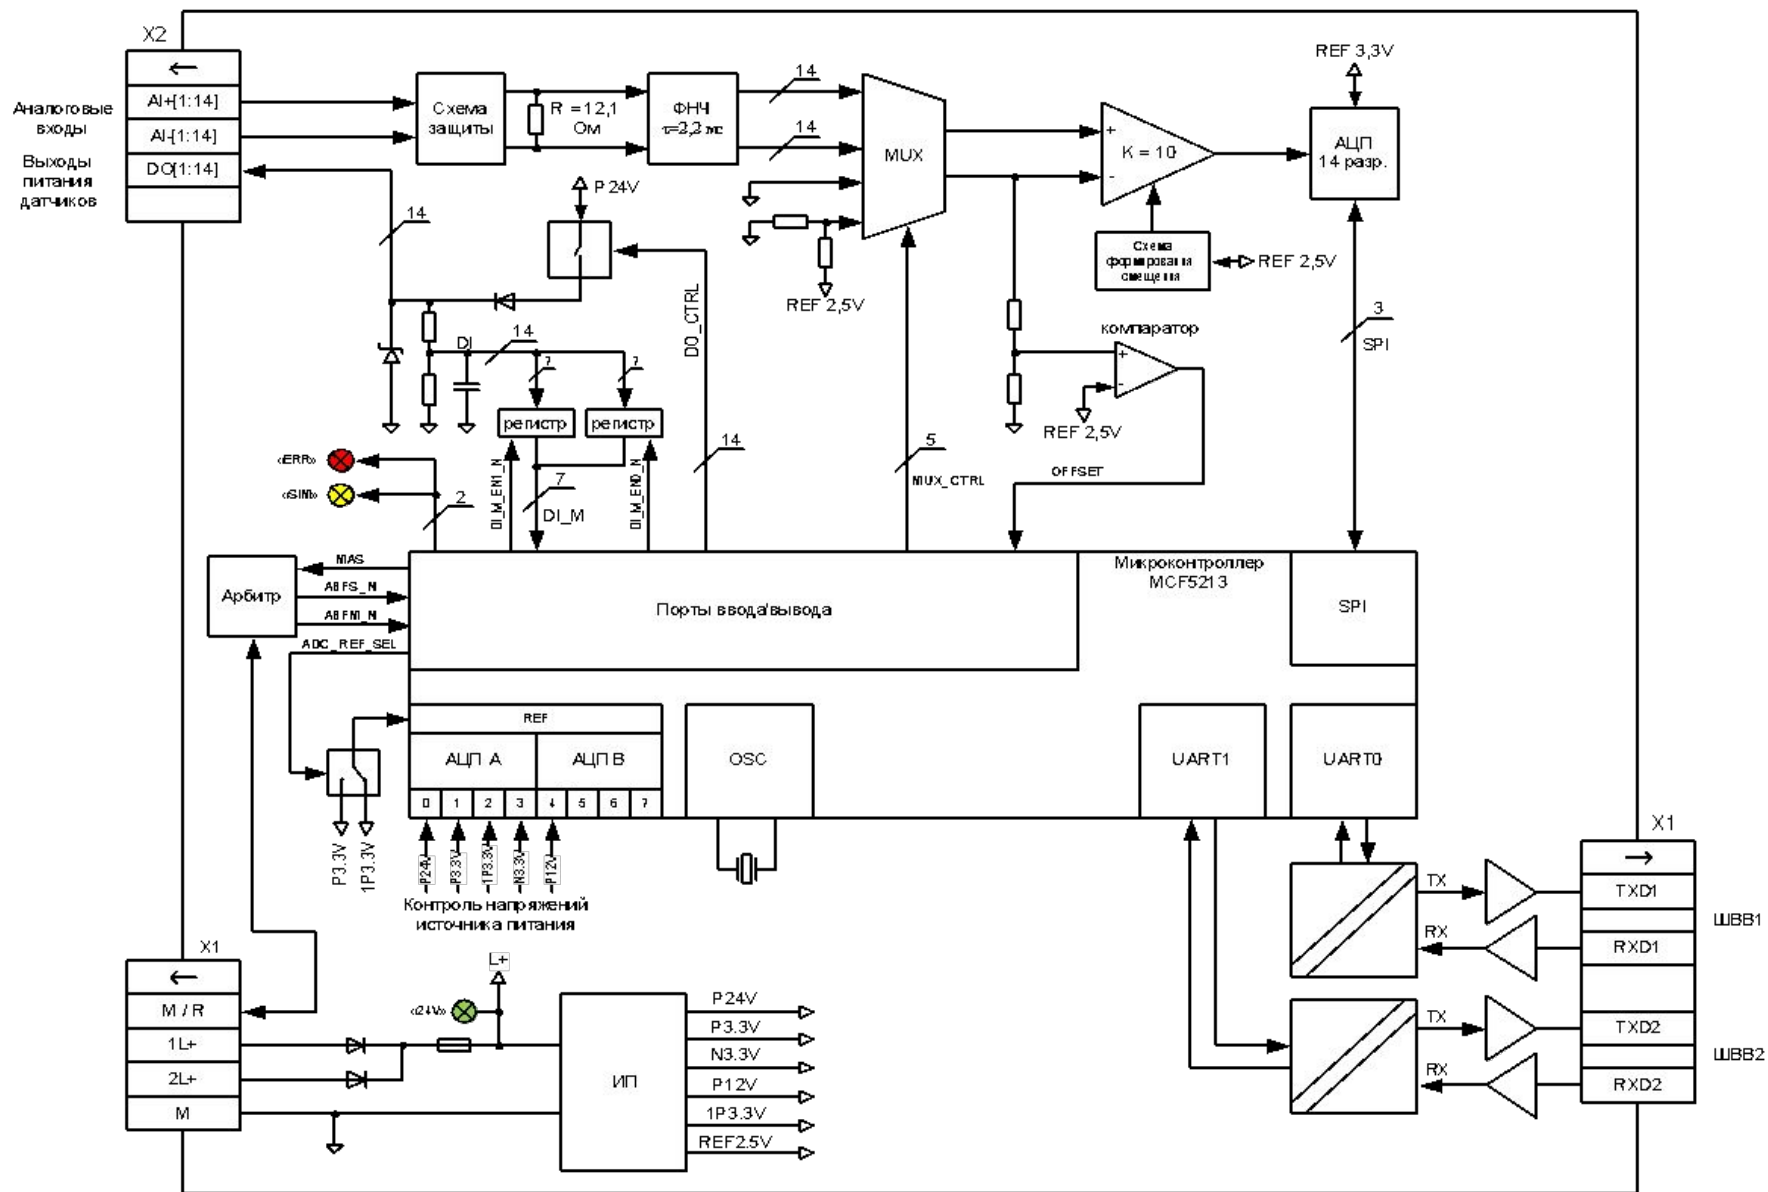 X2
←
AI+[1:14]
AI-[1:14]
DO[1:14]
Аналоговые
входы
Выходы
питания
датчиков
Схема
защиты
R = 12,1
Ом
ФНЧ
τ=2,2 мс
14
14
MUX
K = 10
+
-
REF 3,3V
АЦП
14 разр.
Схема
формирования
смещения
REF 2,5V
P24V
14
REF 2,5V
DO_CTRL
DI
14
7
7
регистр
регистр
компаратор
+
-
REF 2,5V
3
SPI
«ERR»
«SIM»
2
DI_M_EN1_N
7
DI_M
DI_M_EN0_N
14
5
MUX_CTRL
OFFSET
Арбитр
MAS
ABFS_N
ABFM_N
ADC_REF_SEL
Порты ввода/вывода
Микроконтроллер
MCF5213
SPI
REF
АЦП A
АЦП B
0 1 2 3 4 5 6 7
OSC
UART1
UART0
P3.3V
1P3.3V
P24V
P3.3V
1P3.3V
N3.3V
P12V
Контроль напряжений
источника питания
X1
←
M / R
1L+
2L+
M
«24V»
L+
ИП
P24V
P3.3V
N3.3V
P12V
1P3.3V
REF2.5V
X1
→
TX
TXD1
RX
RXD1
ШВВ1
TX
TXD2
RX
RXD2
ШВВ2